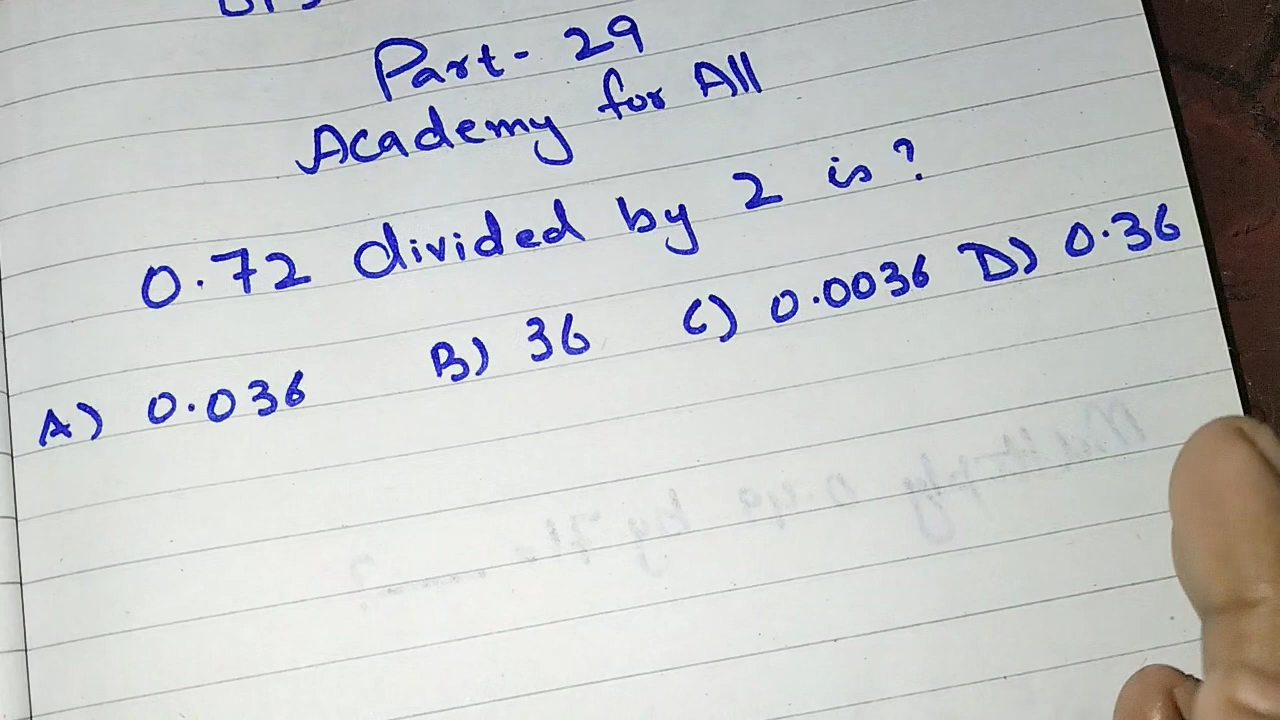 Part- 29
Academy for All
0.72 divided by 2 is?
A) 0.036 B) 36 C) 0.0036 D) 0.36